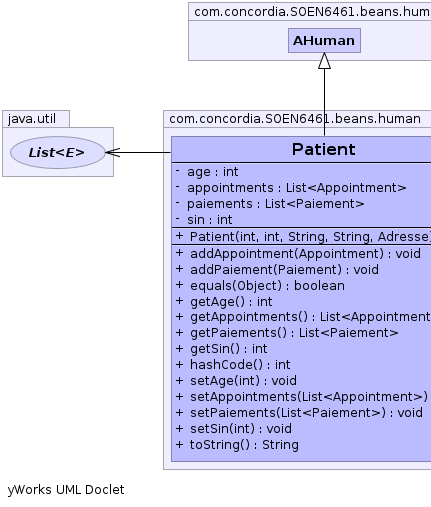 com.concordia.SOEN6461.beans.hum
AHuman
java.util
List<E>
com.concordia.SOEN6461.beans.human
Patient
- age : int
- appointments : List<Appointment>
- paiements : List<Paiement>
- sin : int
+ Patient(int, int, String, String, Adresse)
+ addAppointment(Appointment) : void
+ addPaiement(Paiement) : void
+ equals(Object) : boolean
+ getAge() : int
+ getAppointments() : List<Appointment
+ getPaiements() : List<Paiement>
+ getSin() : int
+ hashCode() : int
+ setAge(int) : void
+ setAppointments(List<Appointment>)
+ setPaiements(List<Paiement>) : void
+ setSin(int) : void
+ toString() : String
yWorks UML Doclet